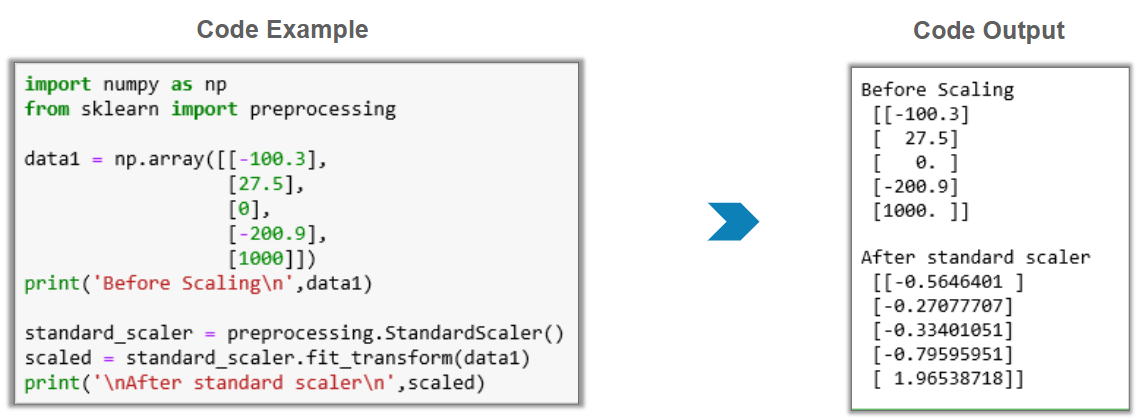 Code Example
import numpy as np
from sklearn import preprocessing
data1 = np.array([[-100.3],
[27.5],
[0],
[-200.9],
[1000]])
print('Before Scaling\n',data1)
standard_scaler = preprocessing.StandardScaler()
scaled = standard_scaler.fit_transform(data1)
print('\nAfter standard scaler\n',scaled)
Code Output
Before Scaling
[[-100.3]
[  27.5]
[   0. ]
[-200.9]
[1000. ]]
After standard scaler
[[-0.5646401 ]
[-0.27077707]
[-0.33401051]
[-0.79595951]
[ 1.96538718]]